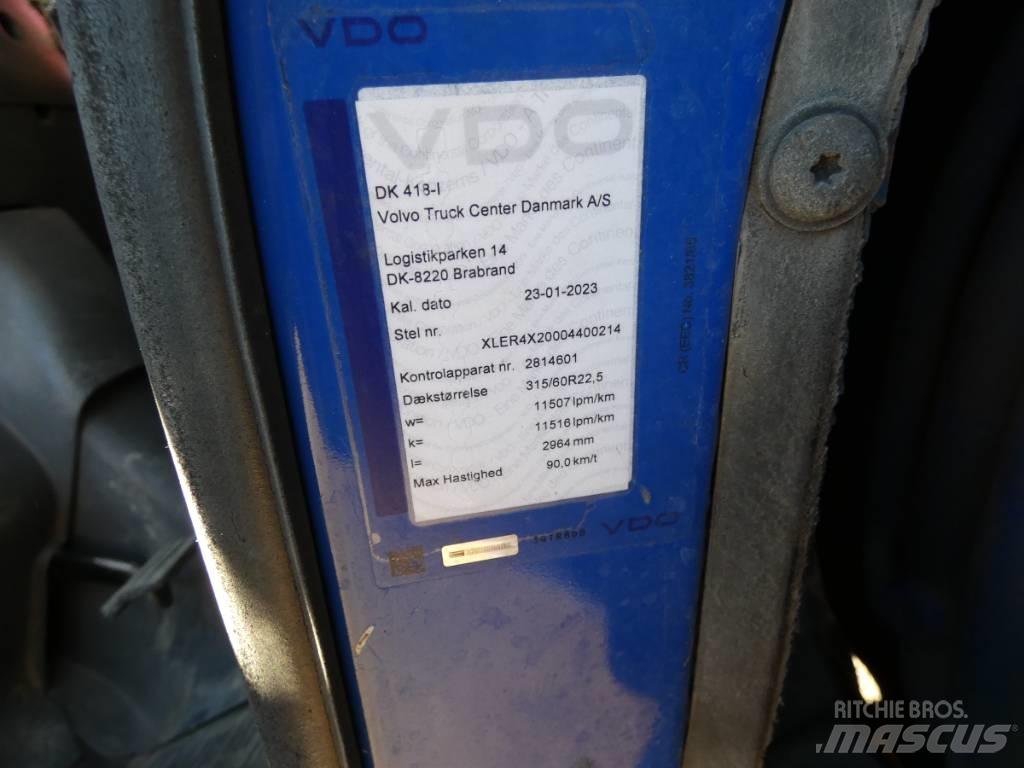 VDO
VDO
DK 418-I
Volvo Truck Center Danmark A/S
Logistikparken 14
DK-8220 Brabrand
Kal. dato 23-01-2023
Stel nr. XLER4X20004400214
Kontrolapparat nr. 2814601
Dækstørrelse 315/60R22,5
w= 11507 lpm/km
k= 11516 lpm/km
l= 2964 mm
Max Hastighed 90,0 km/t
VDO
RITCHIE BROS.
MASCUS